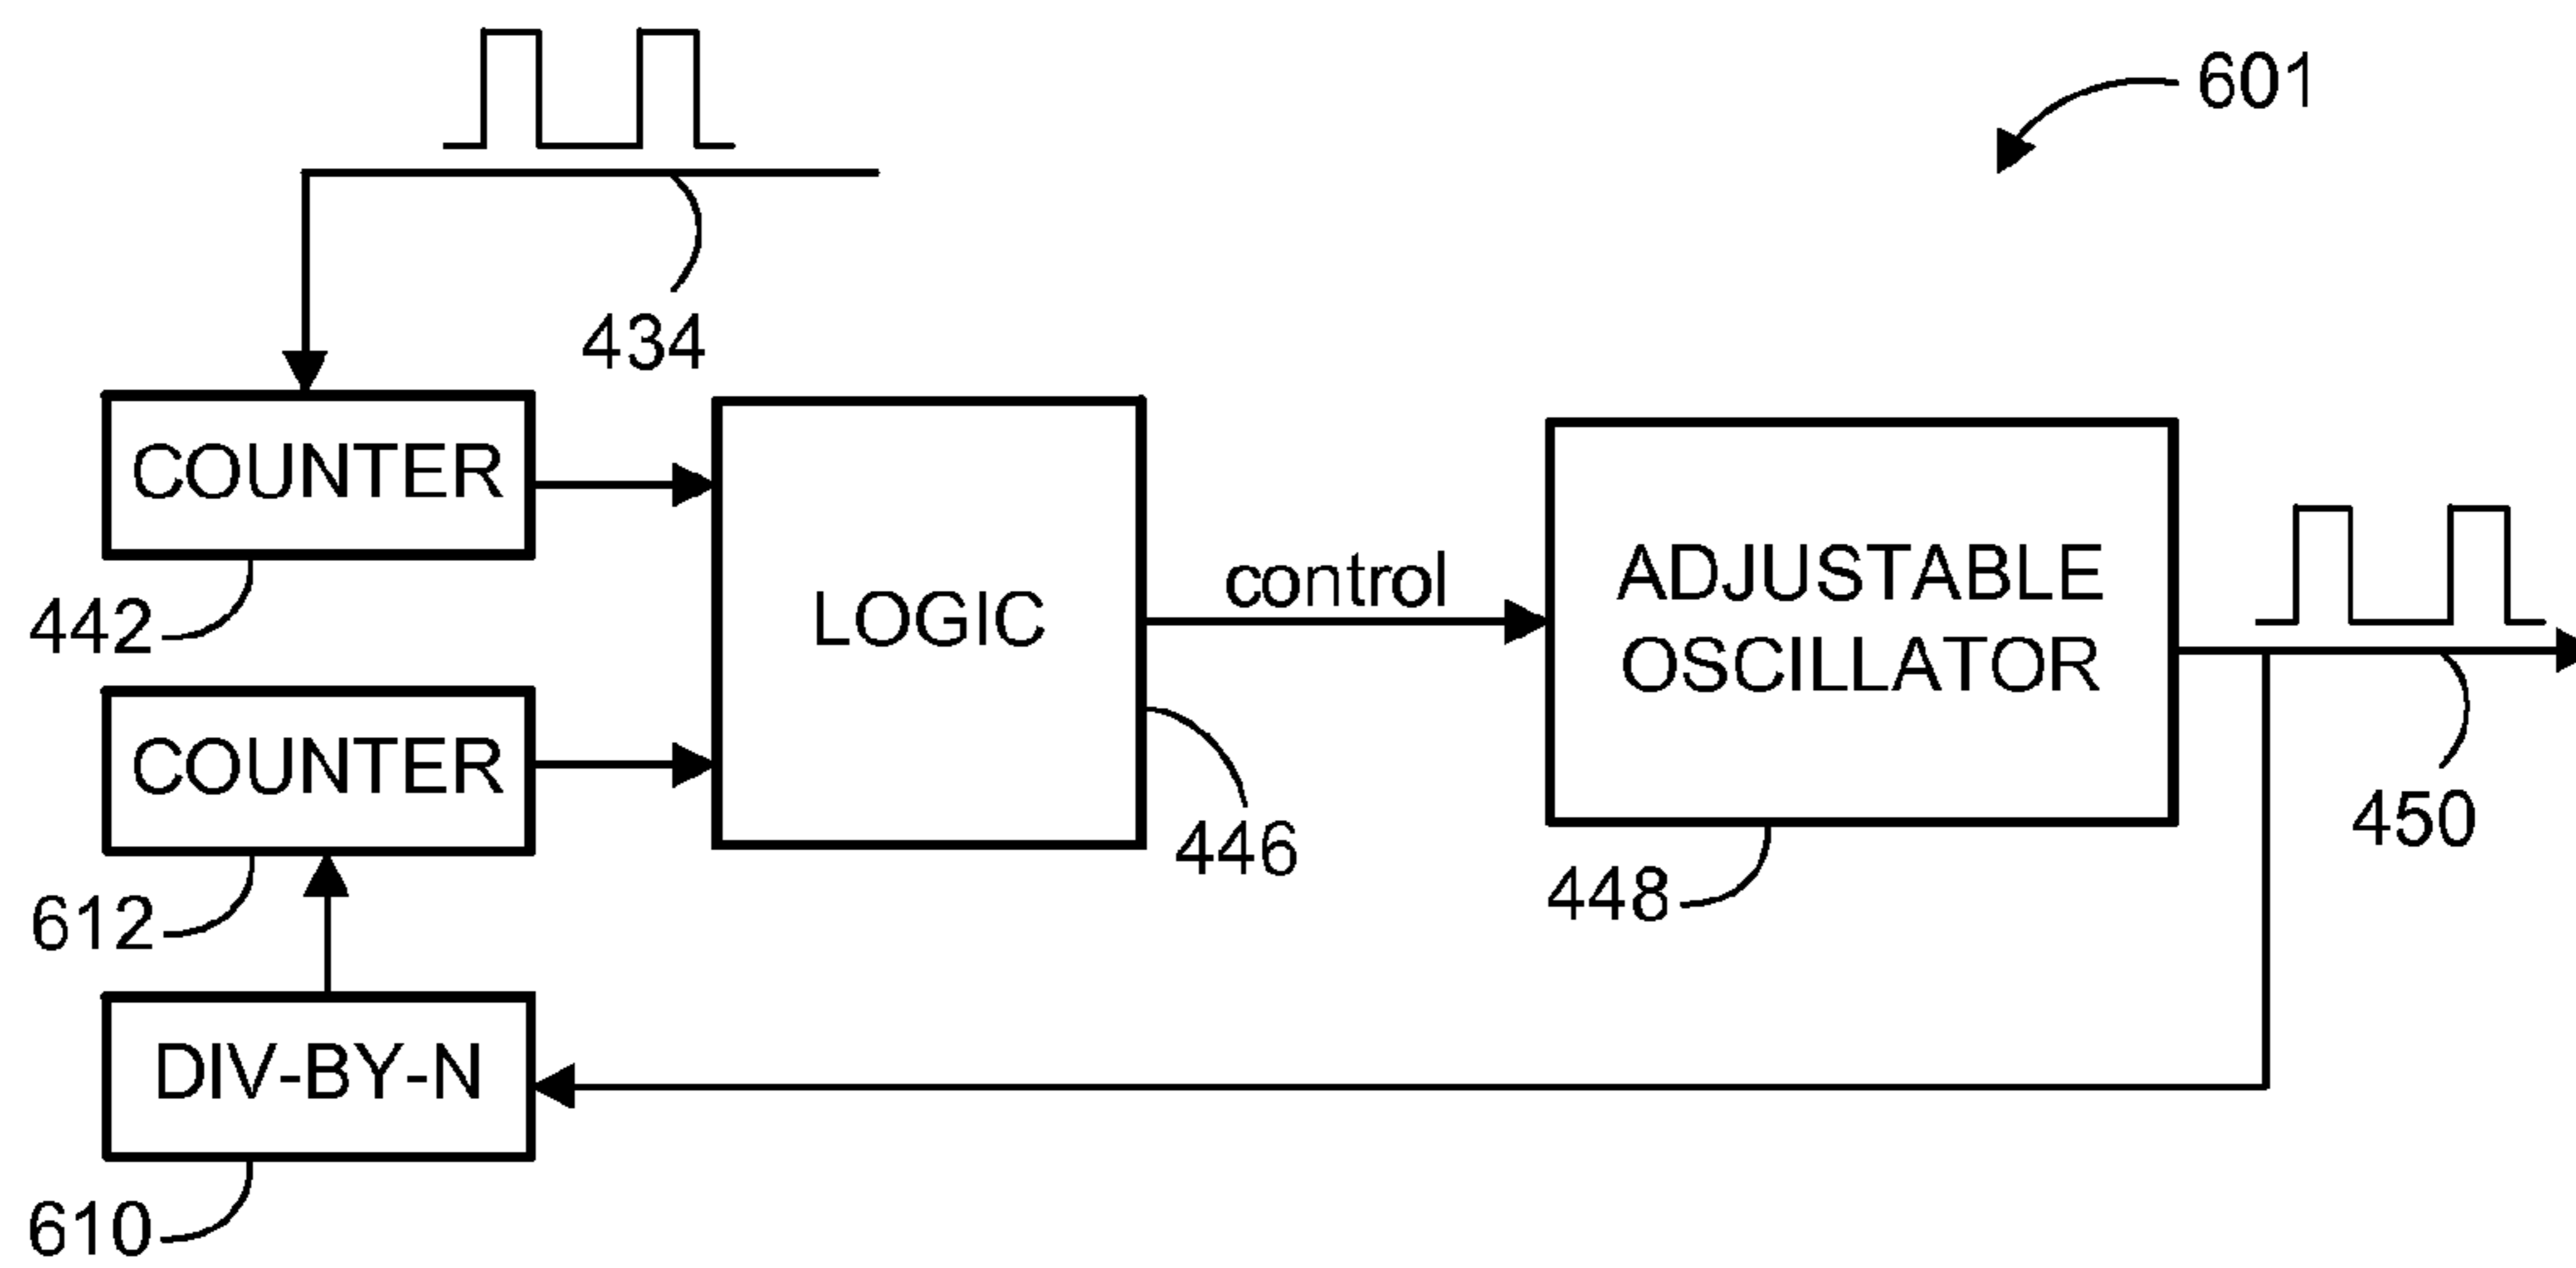 601
434
COUNTER
442
LOGIC
446
control
ADJUSTABLE
OSCILLATOR
448
450
COUNTER
612
DIV-BY-N
610